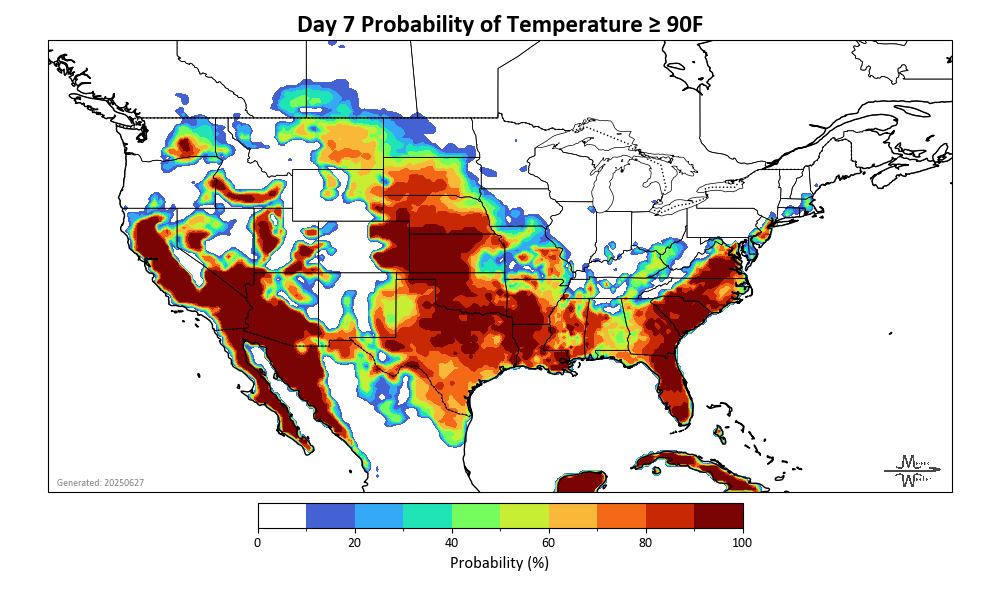 Day 7 Probability of Temperature ≥ 90F
Generated: 20250627
0 20 40 60 80 100
Probability (%)